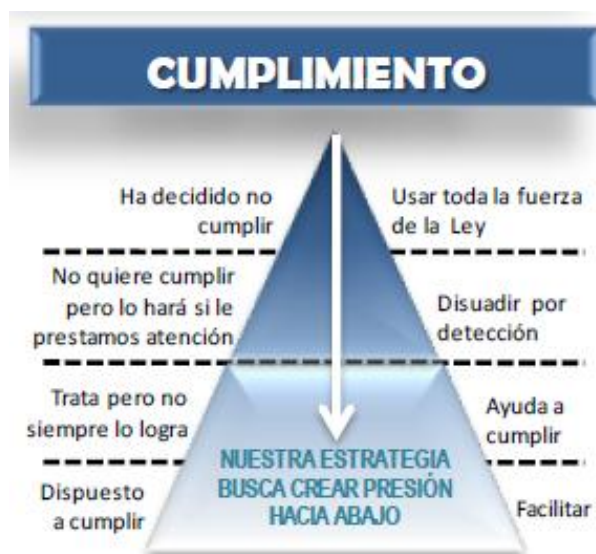 CUMPLIMIENTO
Ha decidido no
cumplir
Usar toda la fuerza
de la Ley
No quiere cumplir
pero lo hará si le
prestamos atención
Disuadir por
detección
Trata pero no
siempre lo logra
Ayuda a
cumplir
Dispuesto
a cumplir
Facilitar
NUESTRA ESTRATEGIA
BUSCA CREAR PRESIÓN
HACIA ABAJO